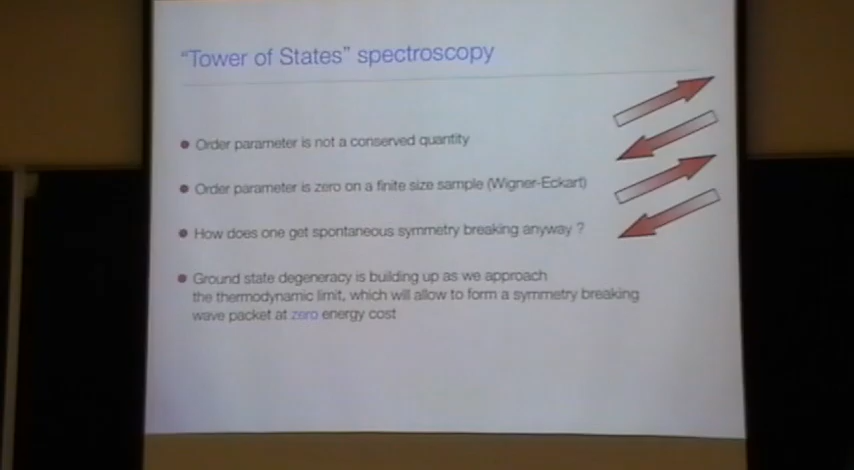 “Tower of States” spectroscopy
Order parameter is not a conserved quantity
Order parameter is zero on a finite size sample (Wigner-Eckart)
How does one get spontaneous symmetry breaking anyway ?
Ground state degeneracy is building up as we approach
the thermodynamic limit, which will allow to form a symmetry breaking
wave packet at zero energy cost